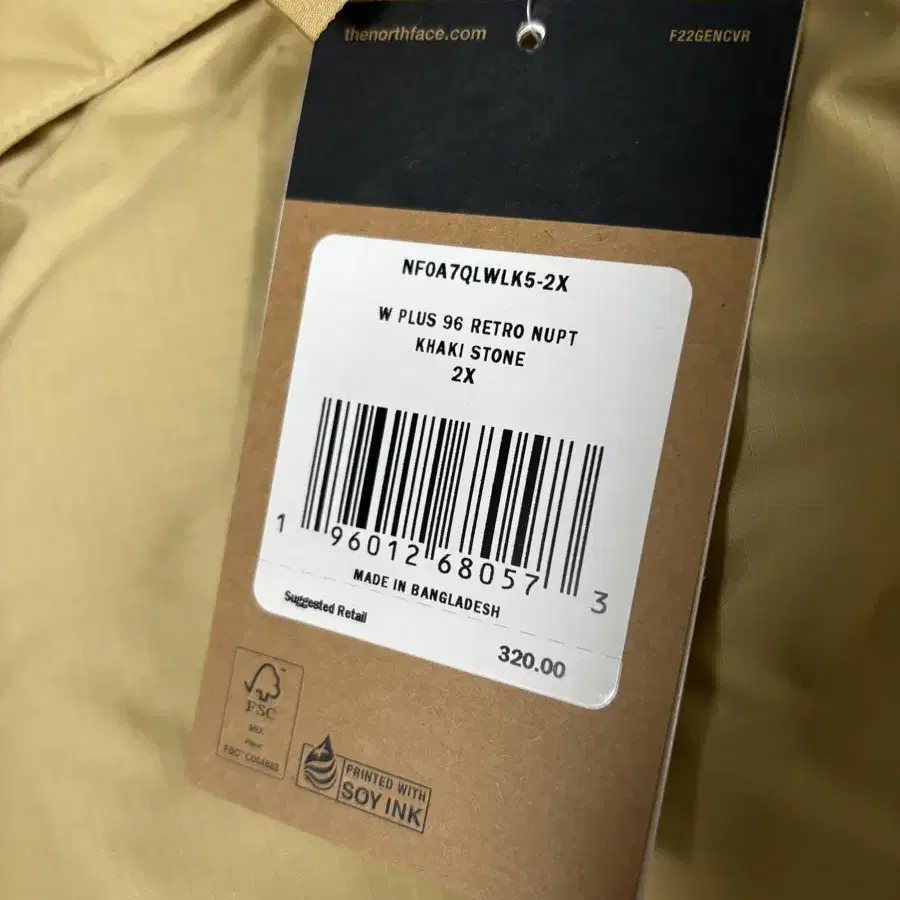 thenorthface.com
F22GENCVR
NF0A7QLWLK5-2X
W PLUS 96 RETRO NUPT
KHAKI STONE
2X
1 96012 68057 3
MADE IN BANGLADESH
Suggested Retail
320.00
FSC
MIX
PRINTED WITH
SOY INK